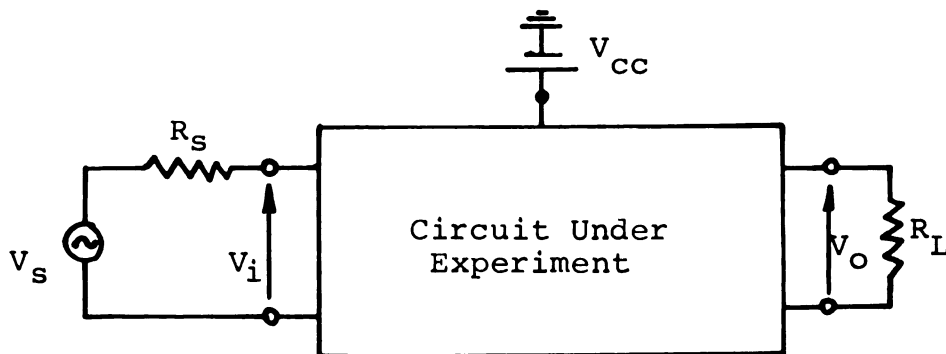 V_cc
R_s
V_s
V_i
Circuit Under
Experiment
V_o
R_L